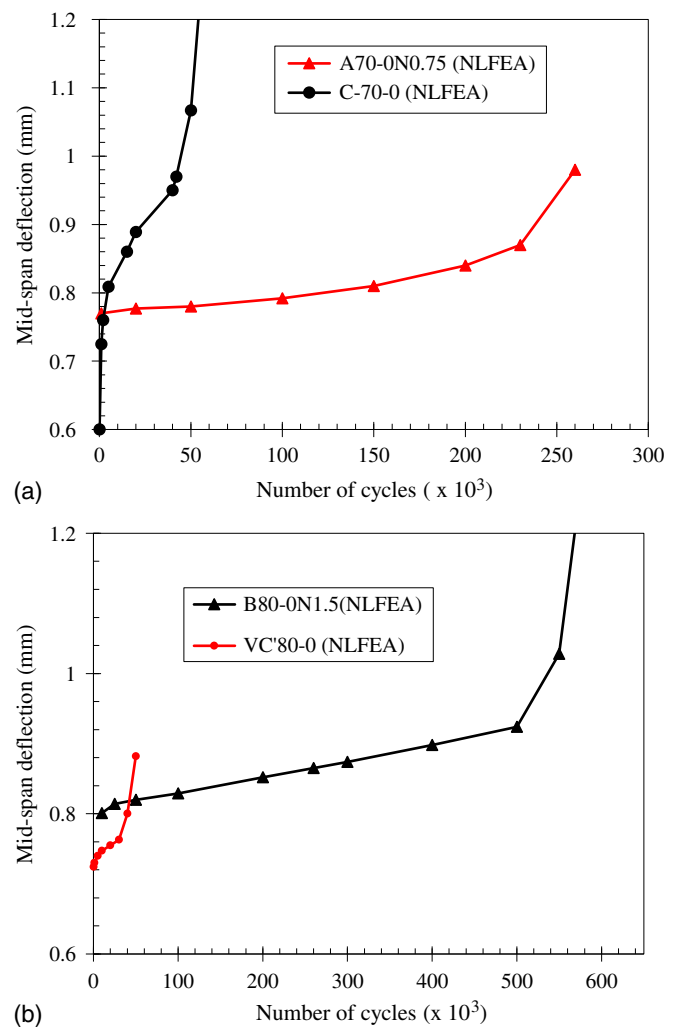 1.2
1.1
1
0.9
0.8
0.7
0.6
Mid-span deflection (mm)
A70-0N0.75 (NLFEA)
C-70-0 (NLFEA)
0 50 100 150 200 250 300
(a)
Number of cycles ( x 10³)
1.2
1
0.8
0.6
Mid-span deflection (mm)
B80-0N1.5(NLFEA)
VC'80-0 (NLFEA)
0 100 200 300 400 500 600
(b)
Number of cycles (x 10³)